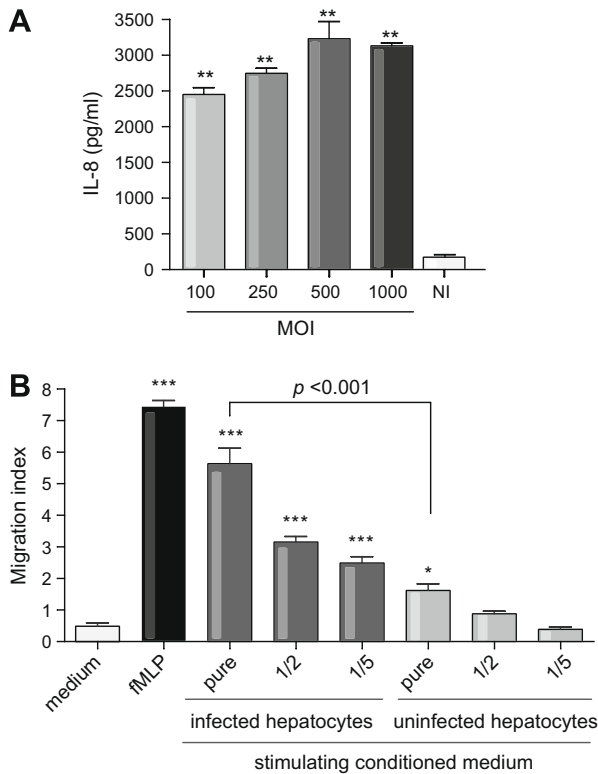 A
IL-8 (pg/ml)
3500
3000
2500
2000
1500
1000
500
0
**
**
**
**
100 250 500 1000 NI
MOI
B
Migration index
8
7
6
5
4
3
2
1
0
p <0.001
***
***
***
***
*
medium fMLP pure 1/2 1/5 pure 1/2 1/5
infected hepatocytes uninfected hepatocytes
stimulating conditioned medium